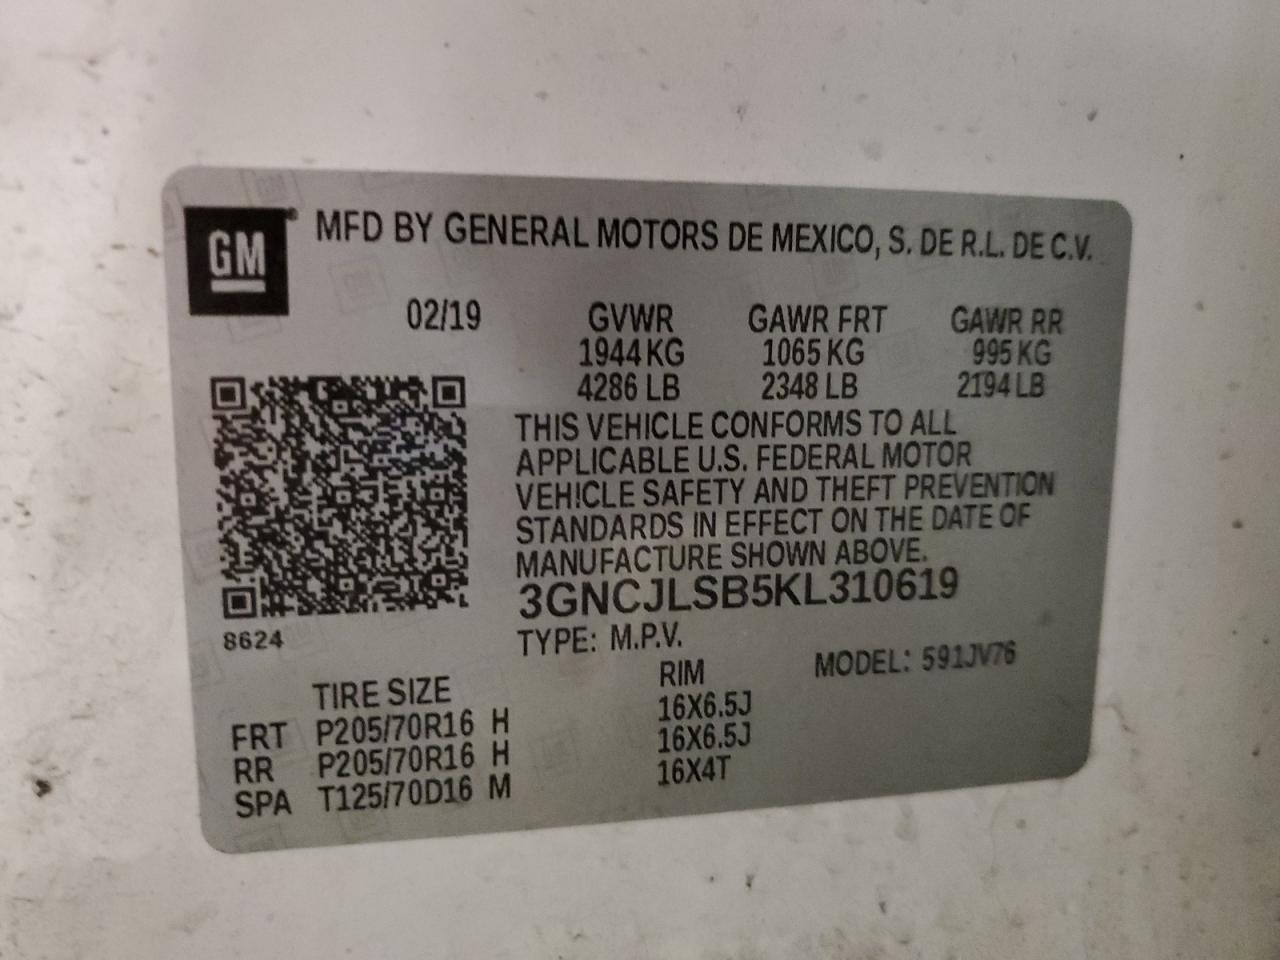 GM
MFD BY GENERAL MOTORS DE MEXICO, S. DE R.L. DE C.V.
02/19 GVWR GAWR FRT GAWR RR
1944 KG 1065 KG 995 KG
4286 LB 2348 LB 2194 LB
THIS VEHICLE CONFORMS TO ALL
APPLICABLE U.S. FEDERAL MOTOR
VEHICLE SAFETY AND THEFT PREVENTION
STANDARDS IN EFFECT ON THE DATE OF
MANUFACTURE SHOWN ABOVE.
3GNCJLSB5KL310619
8624
TYPE: M.P.V.
MODEL: 591JV76
TIRE SIZE RIM
FRT P205/70R16 H 16X6.5J
RR P205/70R16 H 16X6.5J
SPA T125/70D16 M 16X4T